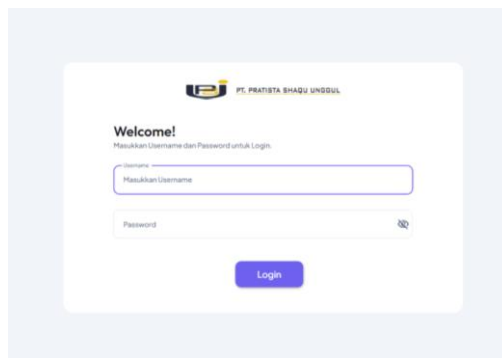 PT. PRATISTA SHAQU UNGGUL
Welcome!
Masukkan Username dan Password untuk Login.
Username
Masukkan Username
Password
Login